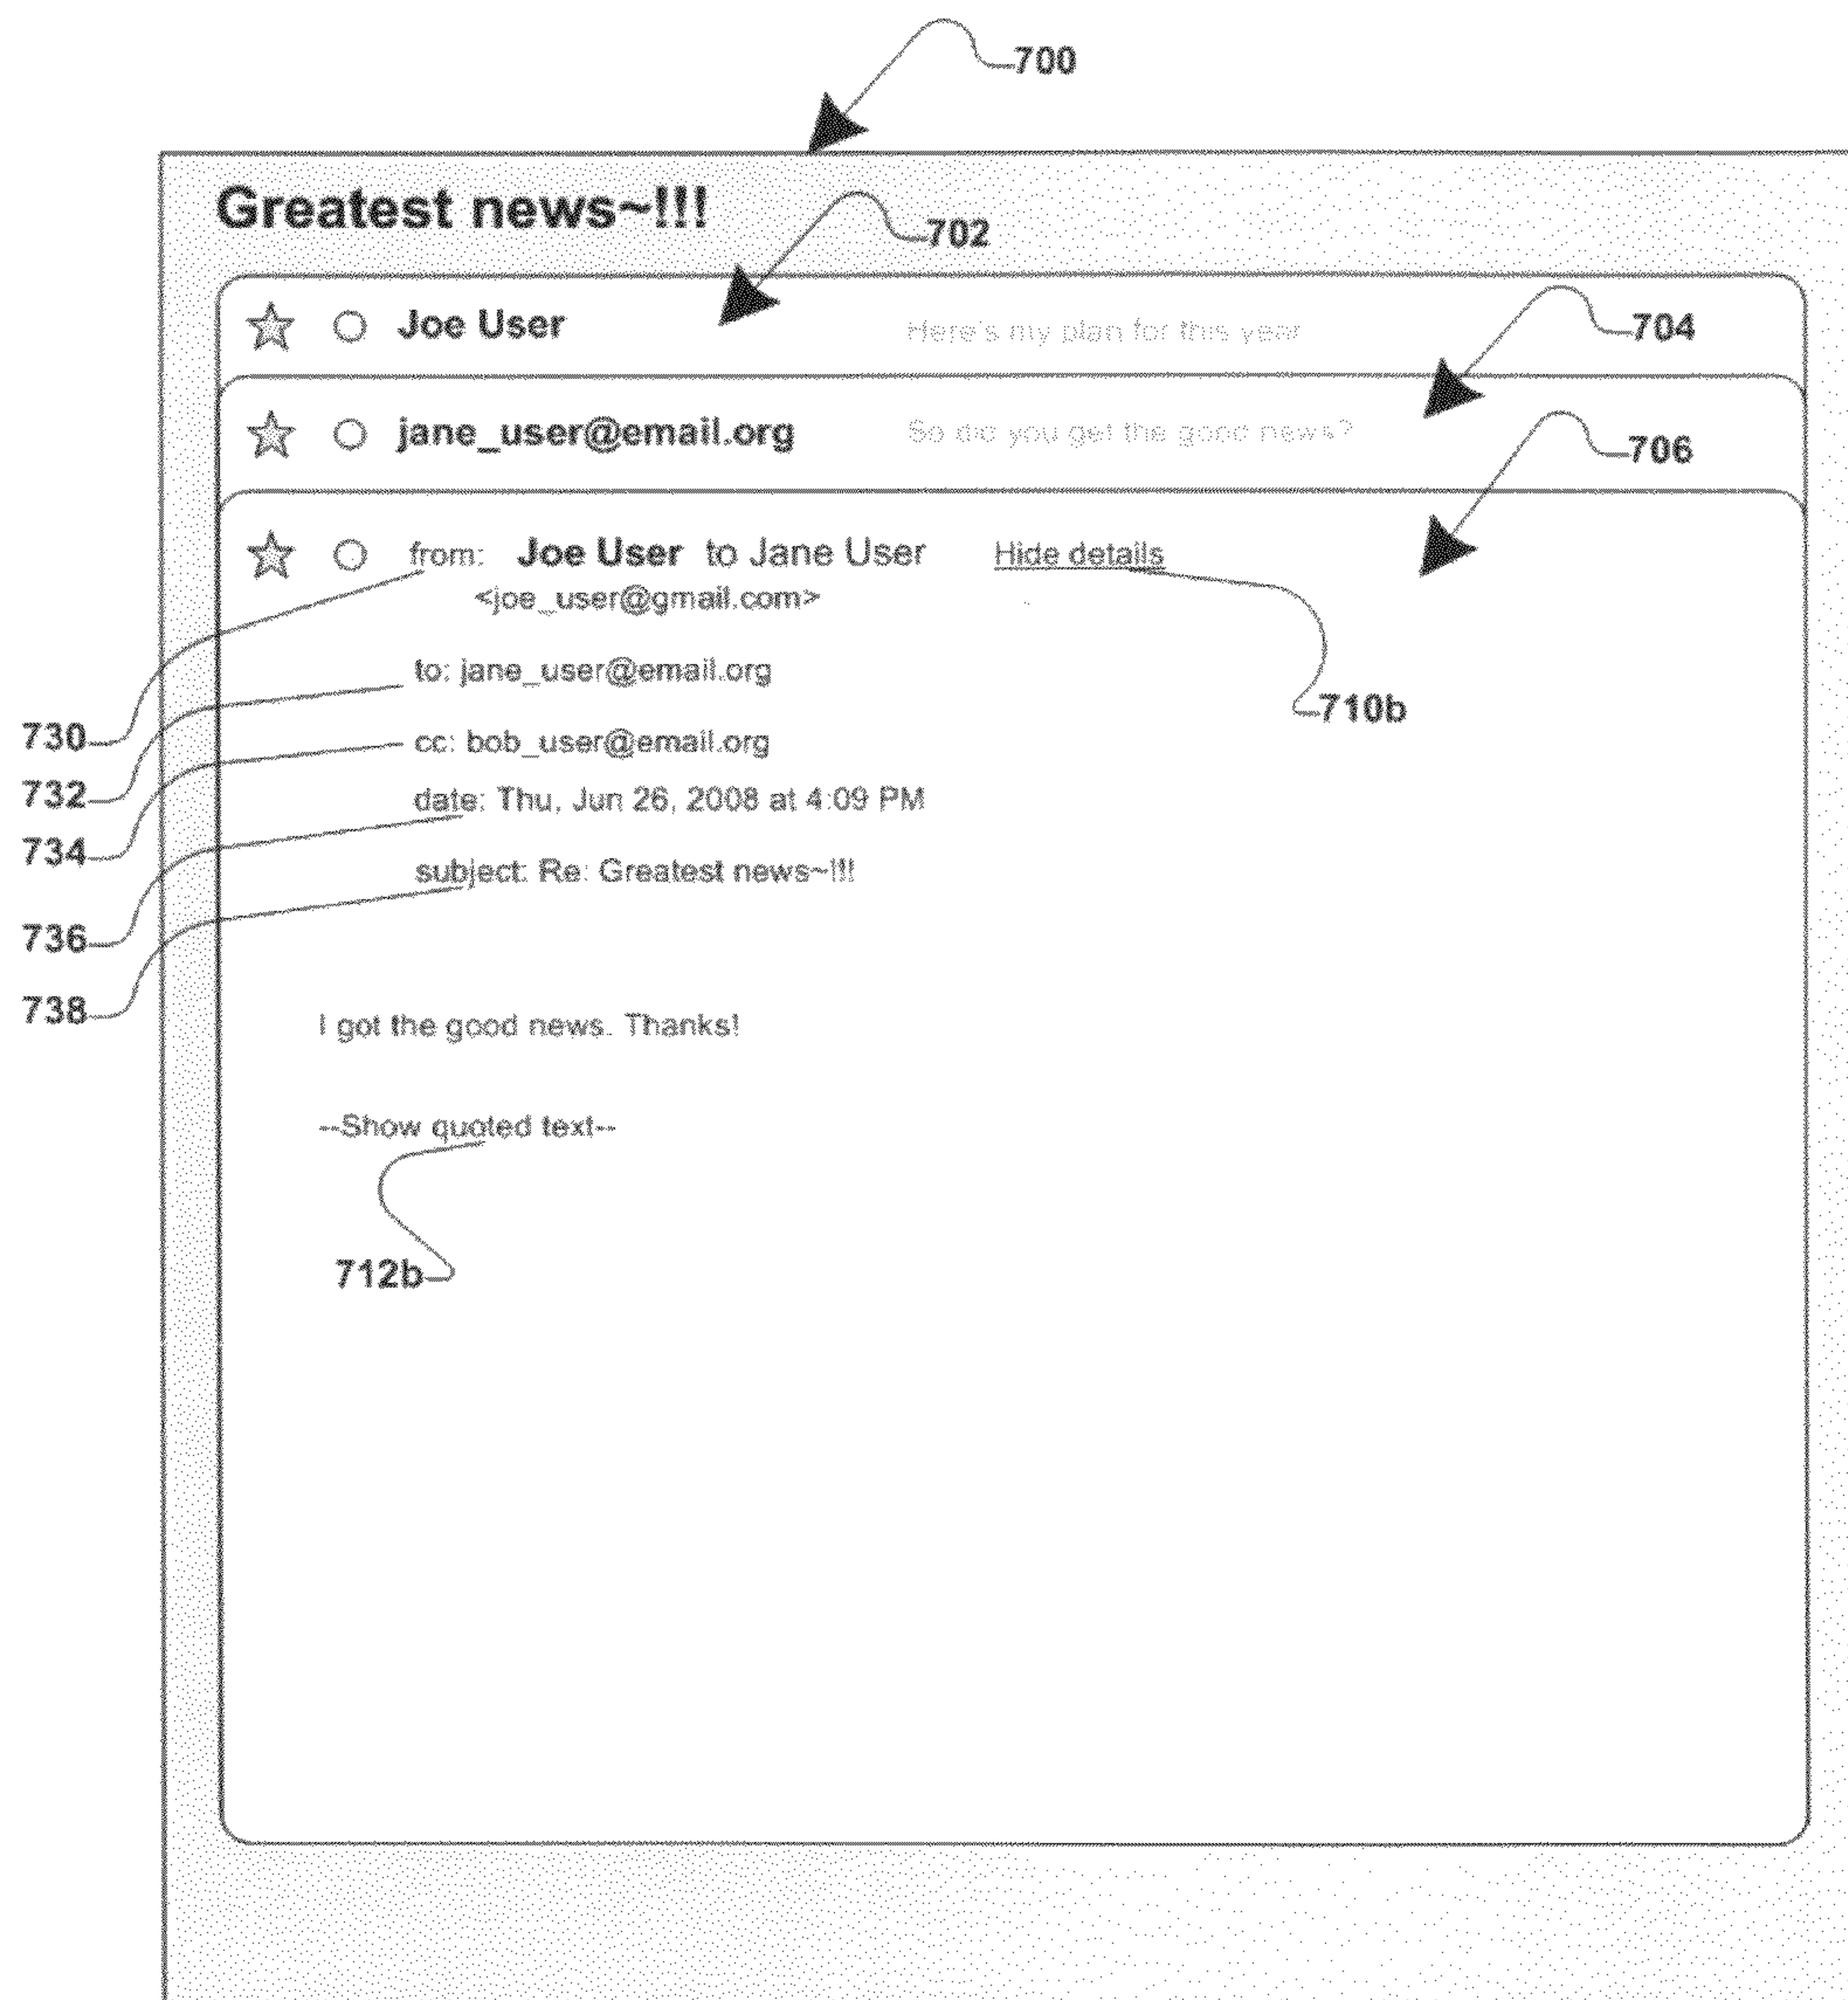 700
Greatest news~!!!
702
Joe User Here's my plan for this year
704
jane_user@email.org So did you get the good news?
706
from: Joe User to Jane User Hide details
<joe_user@gmail.com>
to: jane_user@email.org
710b
730
cc: bob_user@email.org
732
date: Thu, Jun 26, 2008 at 4:09 PM
734
subject: Re: Greatest news~!!!
736
738
I got the good news. Thanks!
--Show quoted text--
712b